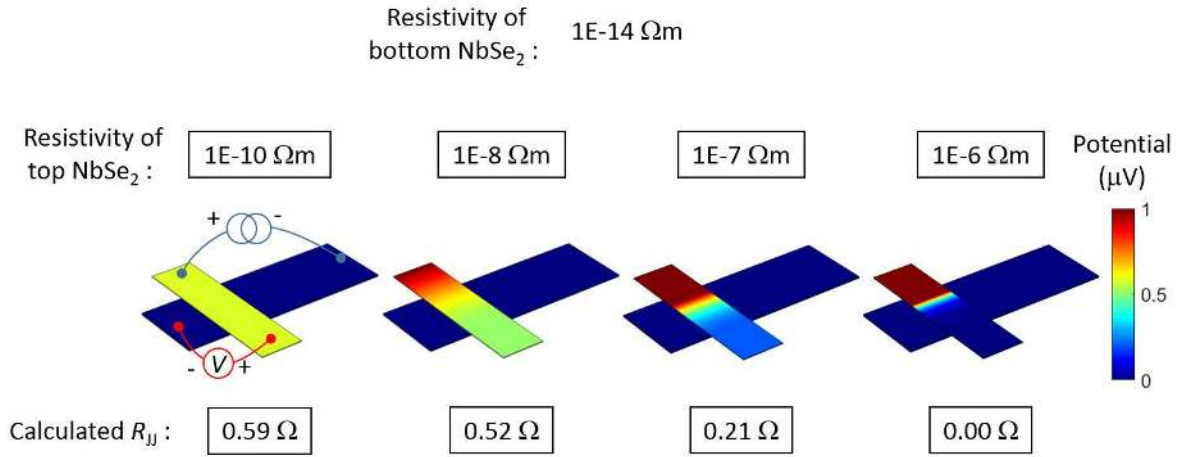 Resistivity of
bottom NbSe₂ : 1E-14 Ωm
Resistivity of
top NbSe₂ :
1E-10 Ωm
1E-8 Ωm
1E-7 Ωm
1E-6 Ωm
Potential
(μV)
+ -
1
0.5
0
- V +
Calculated R_JJ :
0.59 Ω
0.52 Ω
0.21 Ω
0.00 Ω